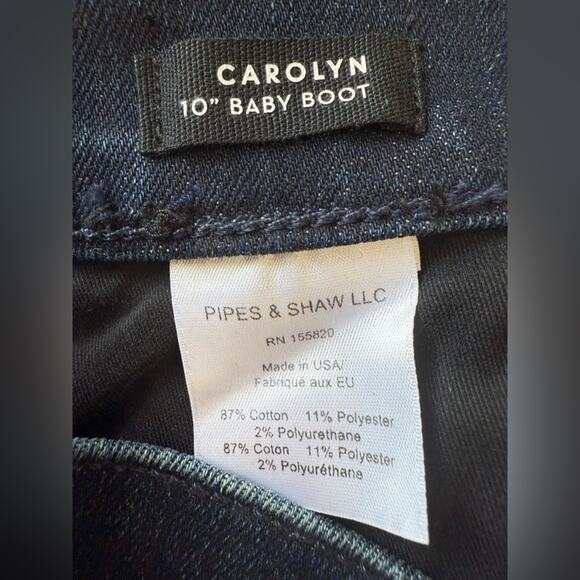 CAROLYN
10" BABY BOOT
PIPES & SHAW LLC
RN 155820
Made in USA/
Fabriqué aux EU
87% Cotton 11% Polyester
2% Polyurethane
87% Coton 11% Polyester
2% Polyuréthane